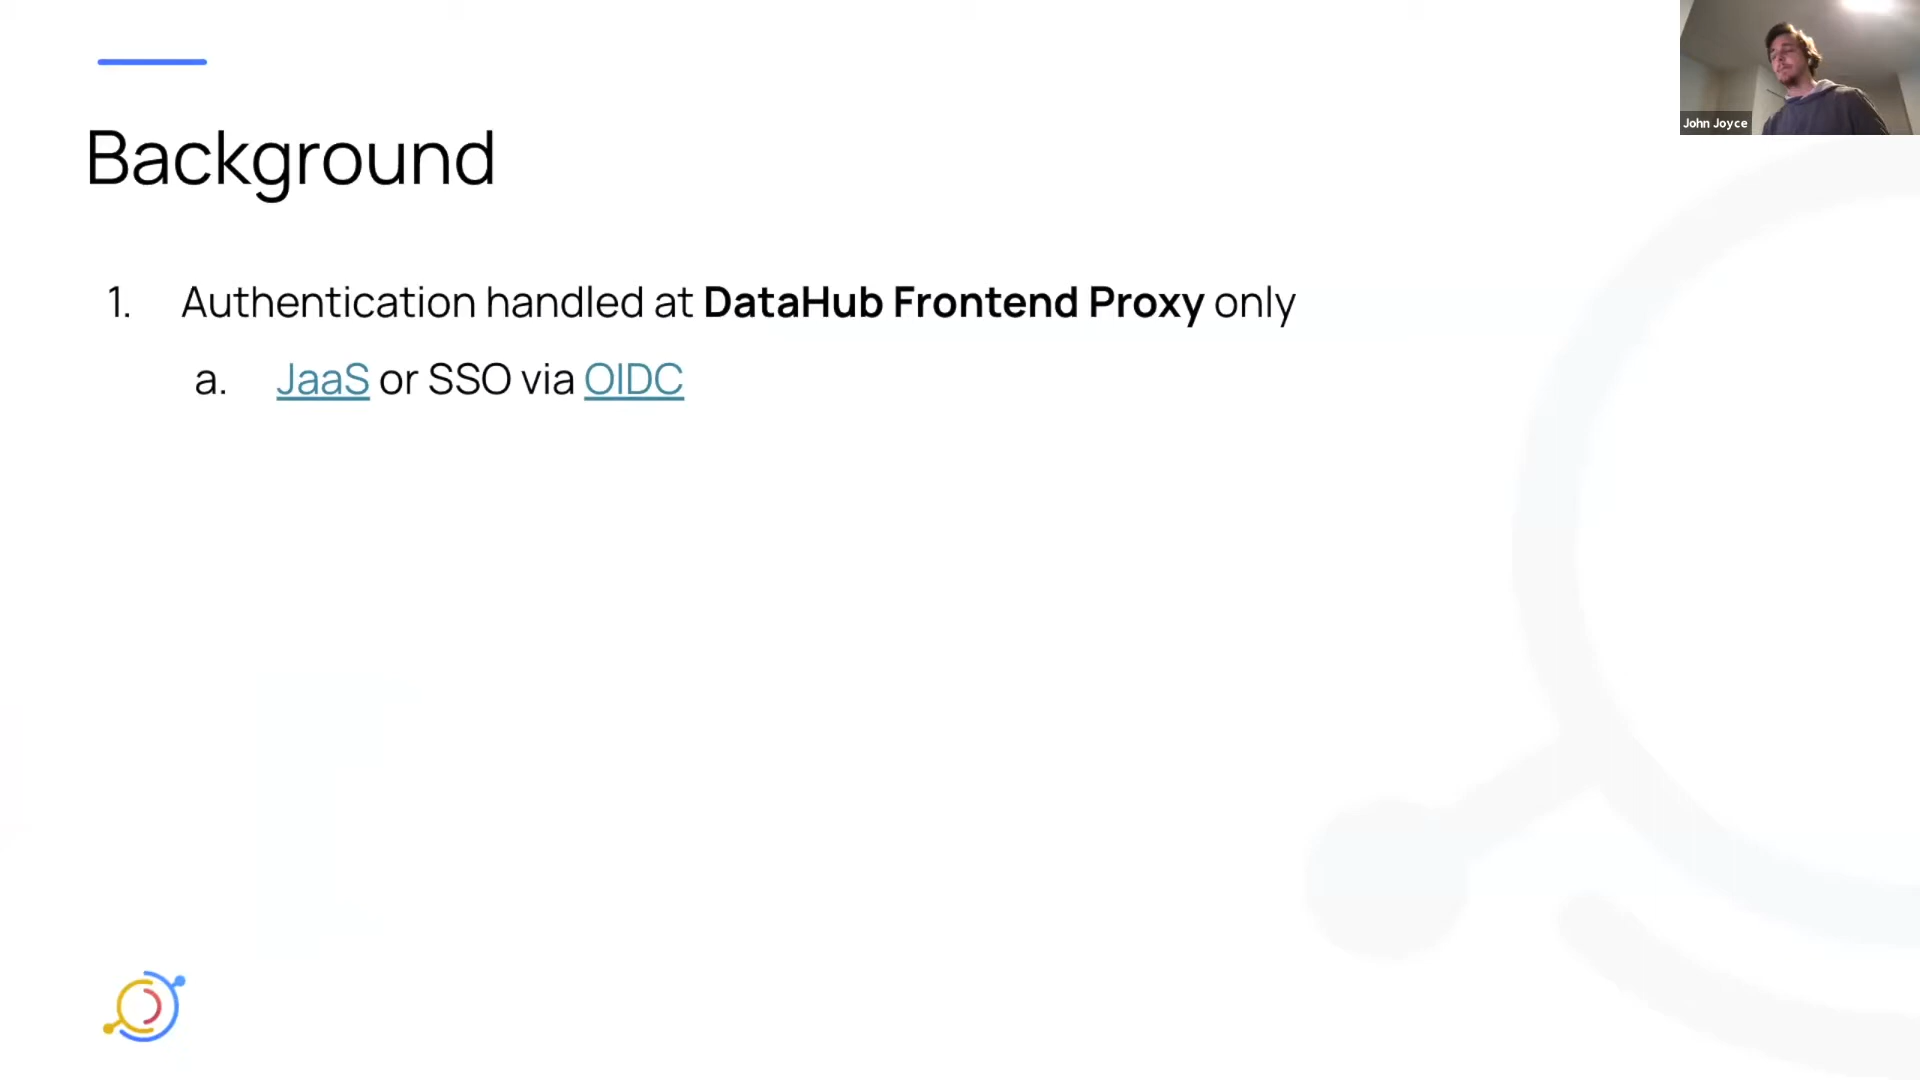 Background
1. Authentication handled at DataHub Frontend Proxy only
a. JaaS or SSO via OIDC
John Joyce